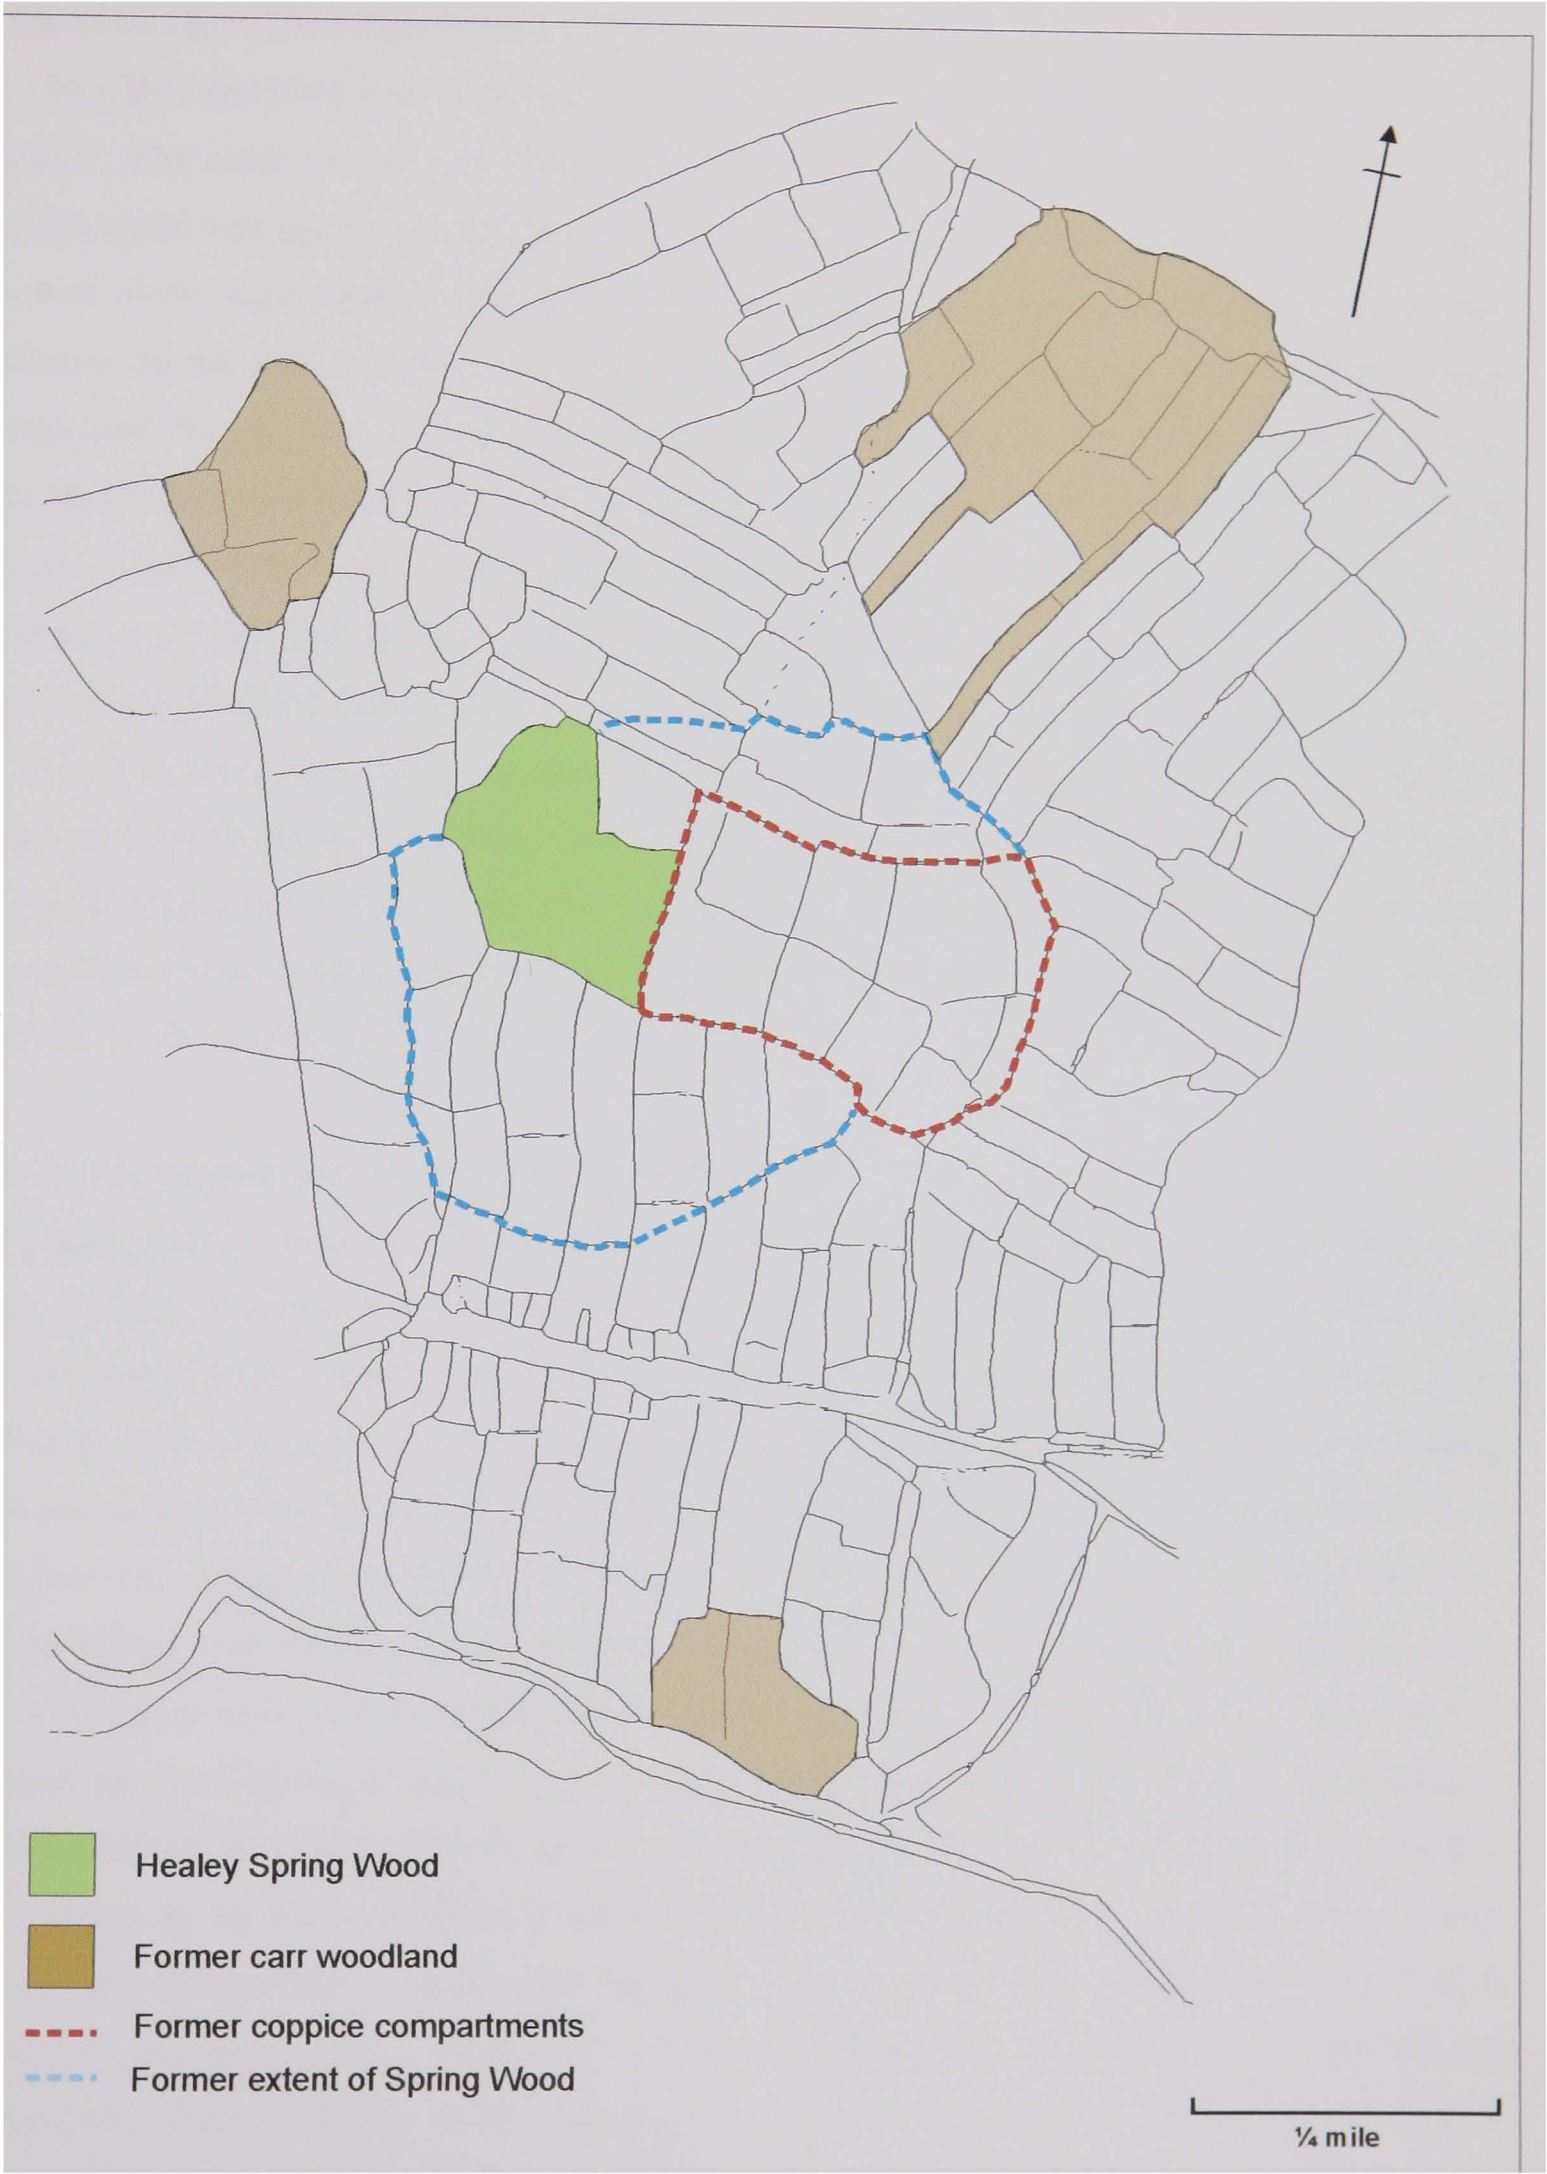 Healey Spring Wood
Former carr woodland
Former coppice compartments
Former extent of Spring Wood
¼ mile